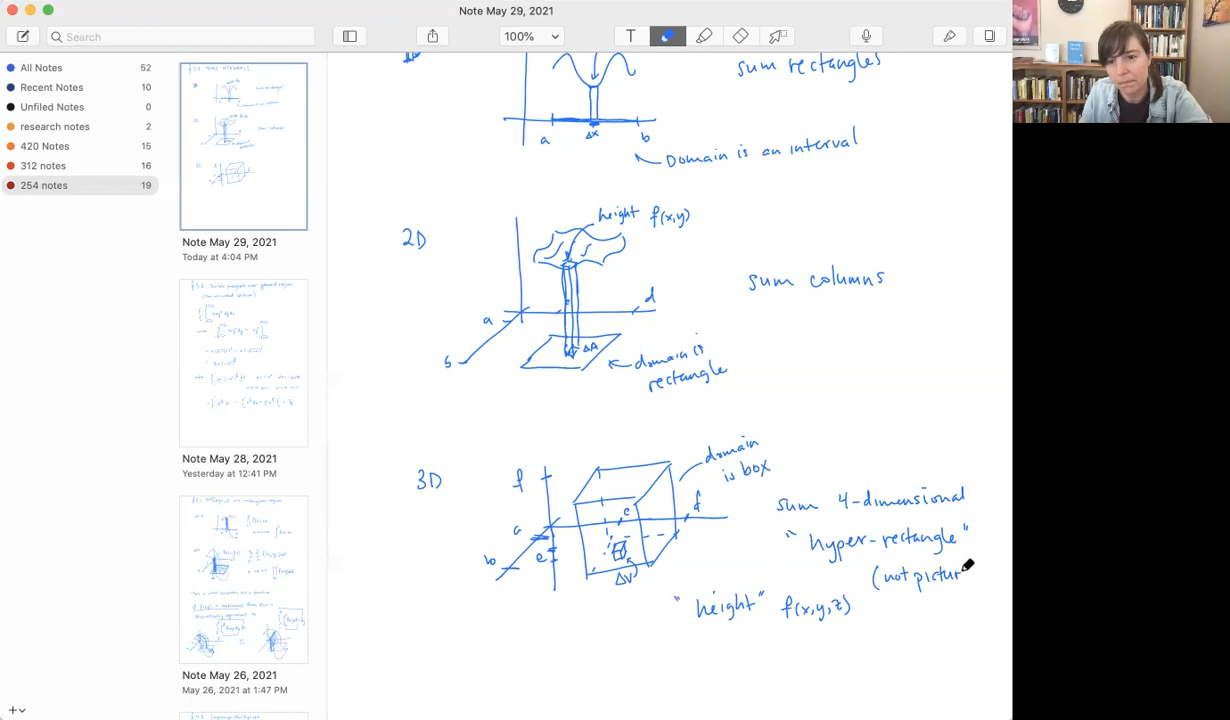 Note May 29, 2021
Search
100%
T
All Notes 52
Recent Notes 10
Unfiled Notes 0
research notes 2
420 Notes 15
312 notes 16
254 notes 19
Note May 29, 2021
Today at 4:04 PM
Note May 28, 2021
Yesterday at 12:41 PM
Note May 26, 2021
May 26, 2021 at 1:47 PM
sum rectangles
a
Δx
b
Domain is an interval
2D
height f(x,y)
sum columns
d
a
b
ΔA
domain is
rectangle
3D
f
domain
is box
c
d
a
b
e
ΔV
sum 4-dimensional
"hyper-rectangle"
(not pictur
"height" f(x,y,z)